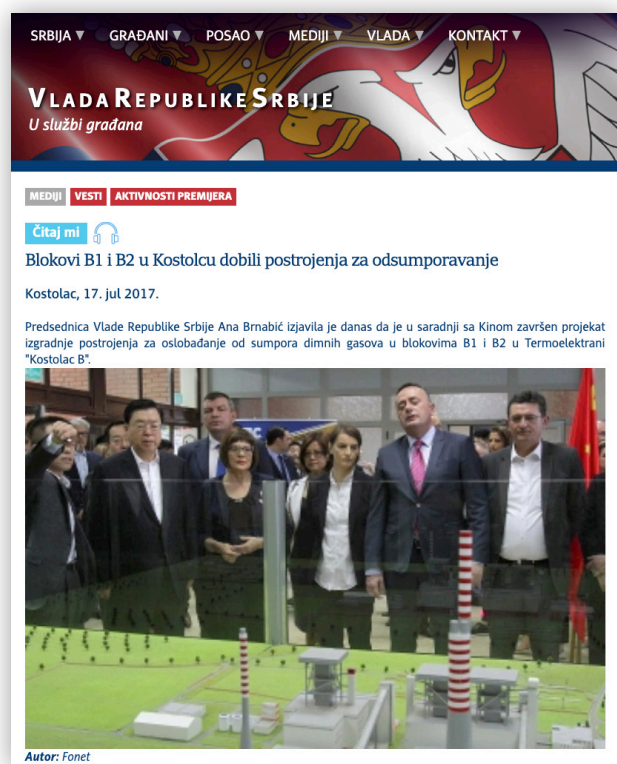 SRBIJA ▼ GRAĐANI ▼ POSAO ▼ MEDIJI ▼ VLADA ▼ KONTAKT ▼
VLADA REPUBLIKE SRBIJE
U službi građana
MEDIJI VESTI AKTIVNOSTI PREMIJERA
Čitaj mi
Blokovi B1 i B2 u Kostolcu dobili postrojenja za odsumporavanje
Kostolac, 17. jul 2017.
Predsednica Vlade Republike Srbije Ana Brnabić izjavila je danas da je u saradnji sa Kinom završen projekat
izgradnje postrojenja za oslobađanje od sumpora dimnih gasova u blokovima B1 i B2 u Termoelektrani
"Kostolac B".
Autor: Fonet